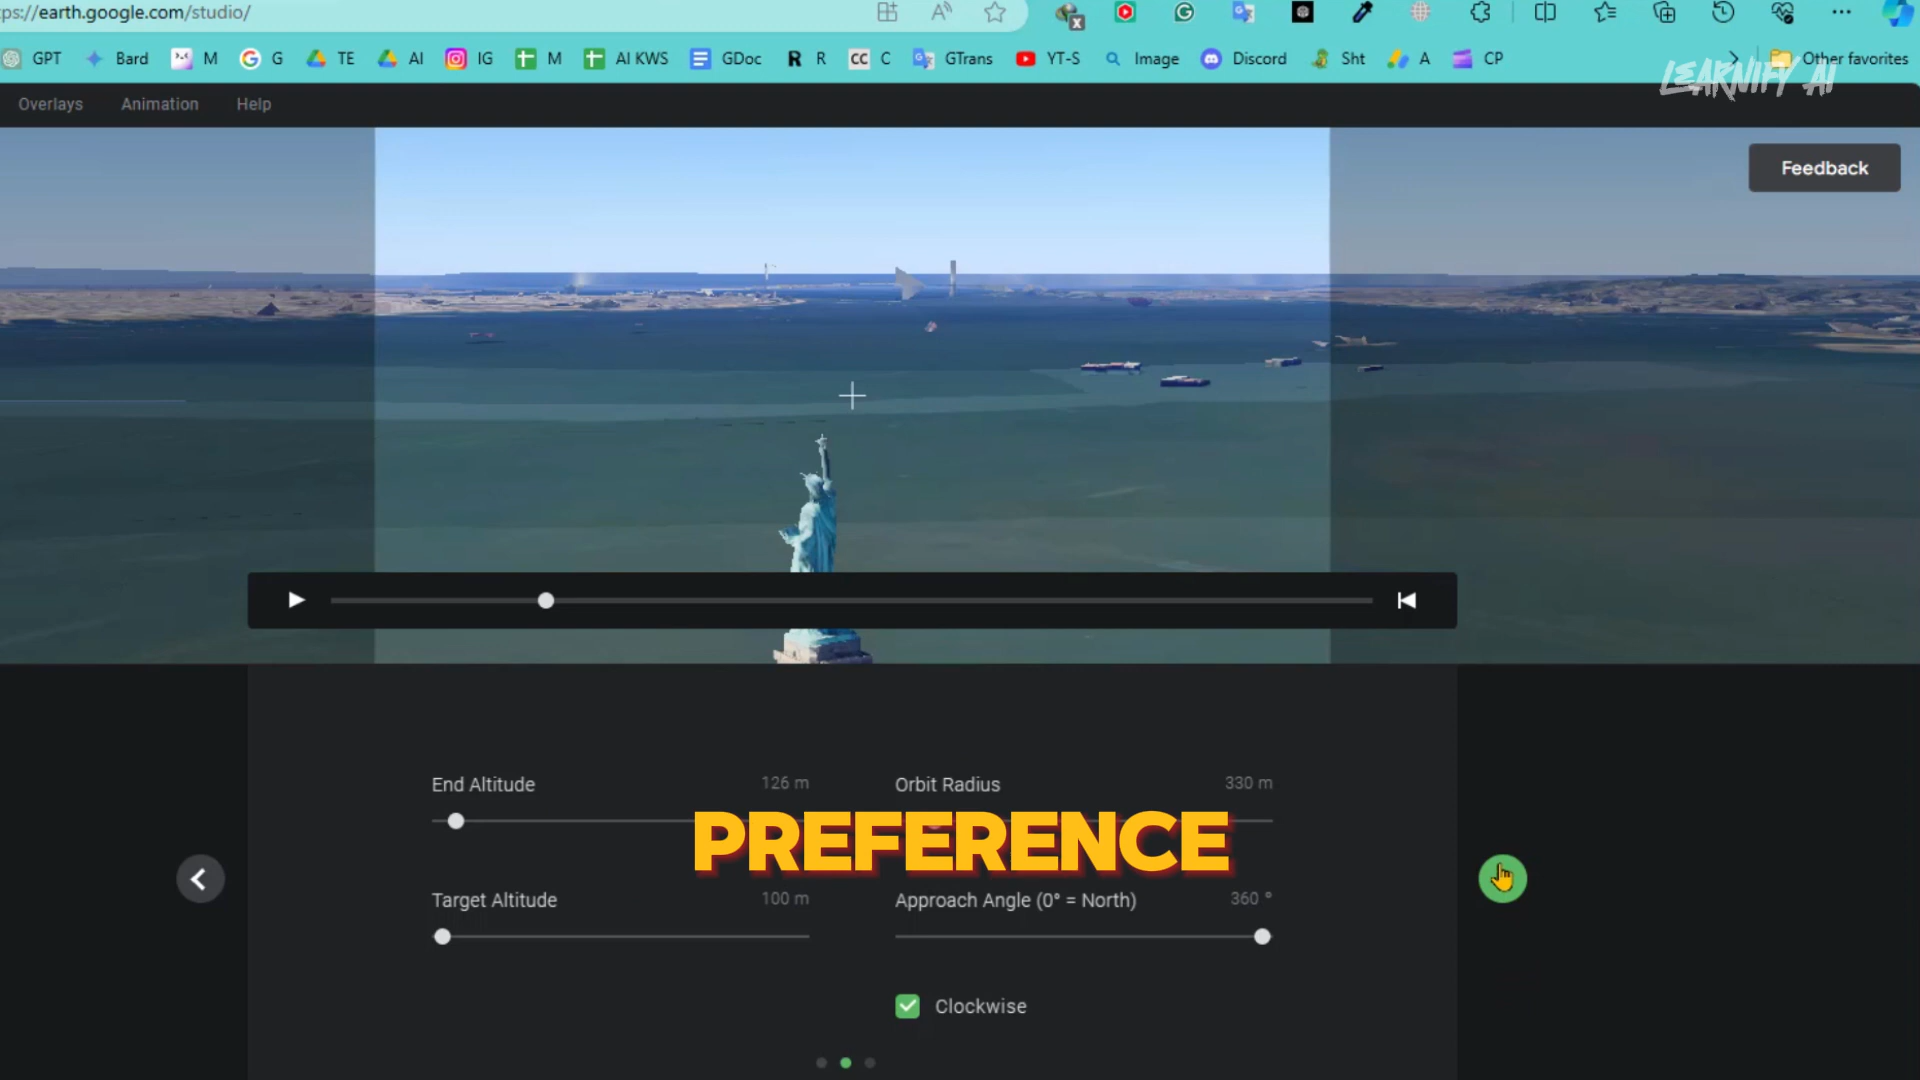 ps://earth.google.com/studio/
GPT Bard M G TE AI IG M AI KWS GDoc R R CC C GTrans YT-S Image Discord Sht A CP Other favorites
LEARNIFY AI
Overlays Animation Help
Feedback
End Altitude 126 m Orbit Radius 330 m
PREFERENCE
Target Altitude 100 m Approach Angle (0° = North) 360 °
Clockwise